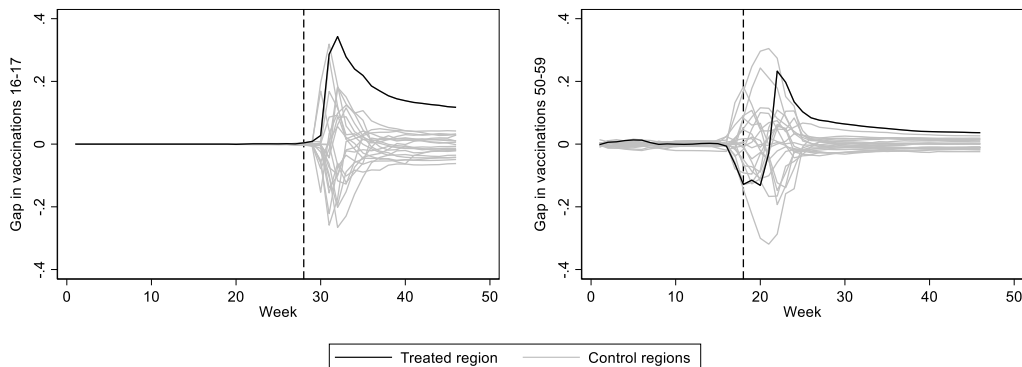 Gap in vaccinations 16-17
.4
.2
0
-.2
-.4
0 10 20 30 40 50
Week
Gap in vaccinations 50-59
.4
.2
0
-.2
-.4
0 10 20 30 40 50
Week
Treated region Control regions